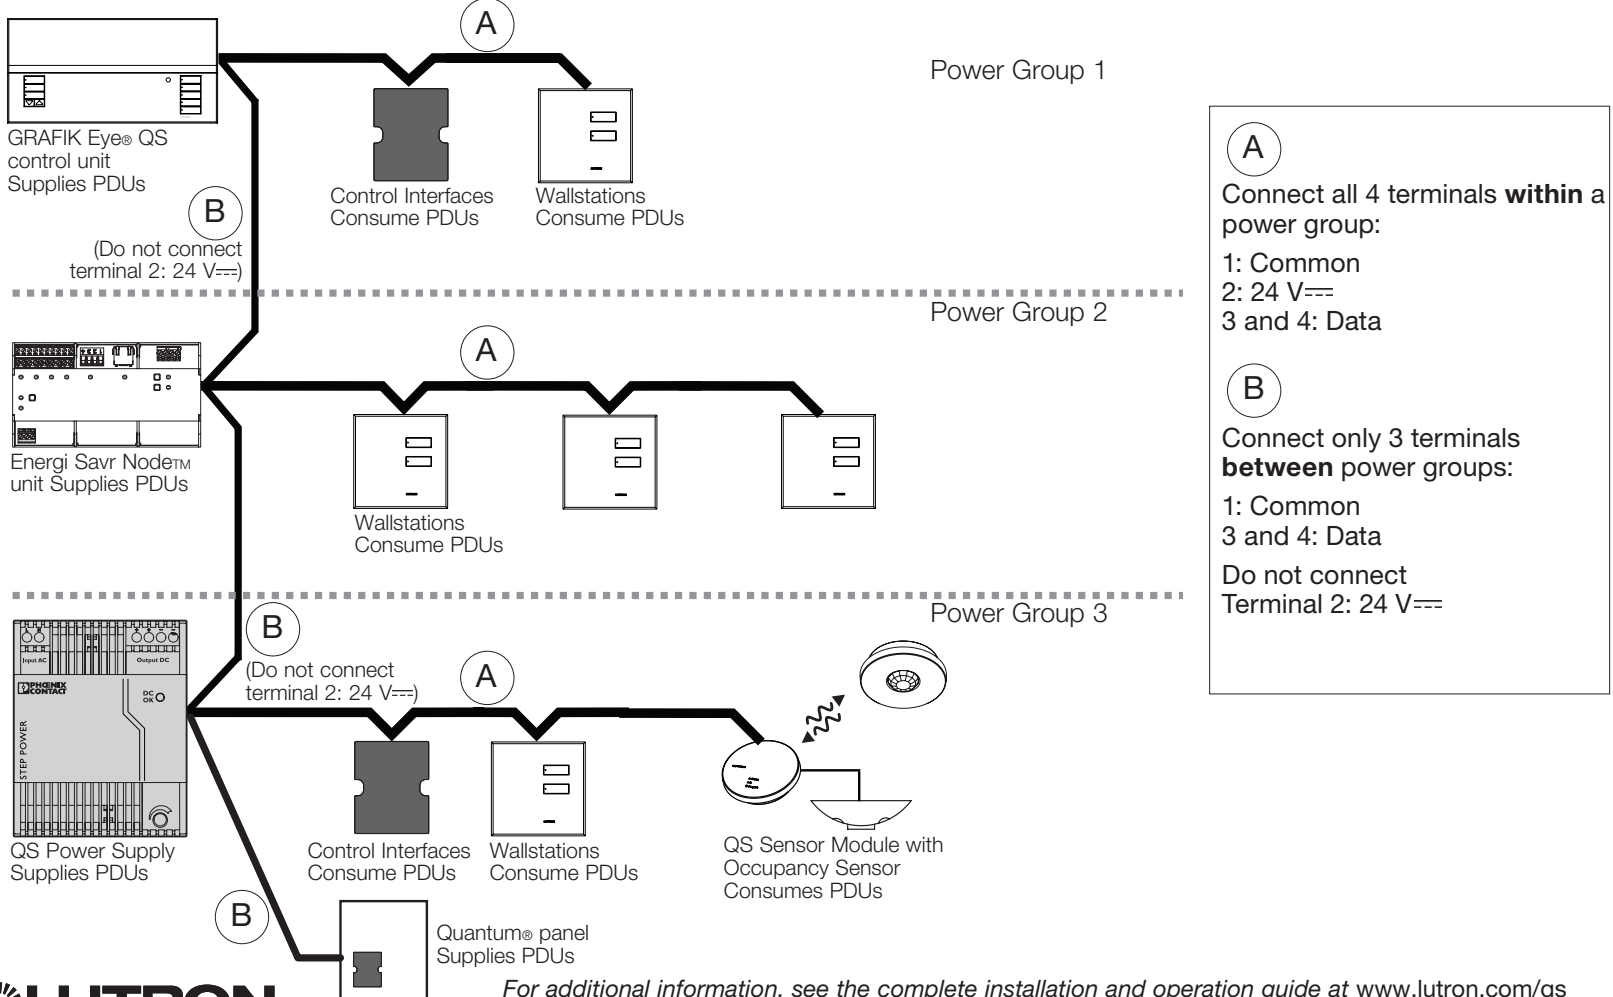 A
Power Group 1
GRAFIK Eye® QS
control unit
Supplies PDUs
Control Interfaces
Consume PDUs
Wallstations
Consume PDUs
B
(Do not connect
terminal 2: 24 V⎓)
Power Group 2
A
Energi Savr Node™
unit Supplies PDUs
Wallstations
Consume PDUs
Power Group 3
B
(Do not connect
terminal 2: 24 V⎓)
A
Input AC
Output DC
PHŒNIX
CONTACT
DC
OK
STEP POWER
QS Power Supply
Supplies PDUs
Control Interfaces
Consume PDUs
Wallstations
Consume PDUs
QS Sensor Module with
Occupancy Sensor
Consumes PDUs
B
Quantum® panel
Supplies PDUs
A
Connect all 4 terminals within a
power group:
1: Common
2: 24 V⎓
3 and 4: Data
B
Connect only 3 terminals
between power groups:
1: Common
3 and 4: Data
Do not connect
Terminal 2: 24 V⎓
LUTRON
For additional information, see the complete installation and operation guide at www.lutron.com/qs